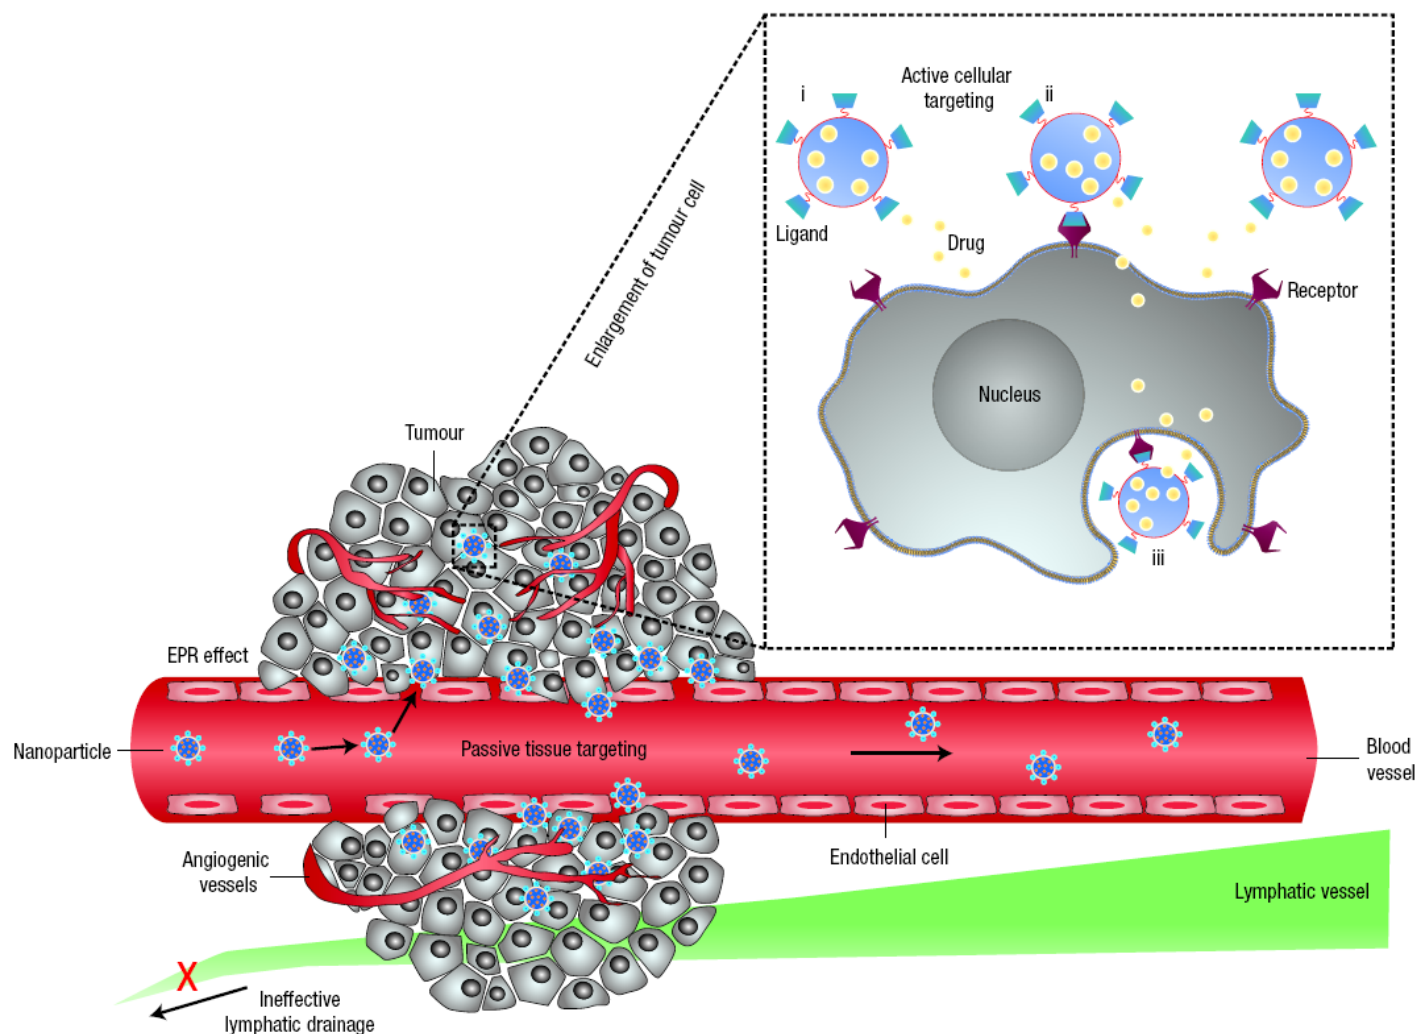 i
Active cellular
targeting
ii
Ligand
Drug
Receptor
Nucleus
iii
Enlargement of tumour cell
Tumour
EPR effect
Nanoparticle
Passive tissue targeting
Blood
vessel
Angiogenic
vessels
Endothelial cell
Lymphatic vessel
X
Ineffective
lymphatic drainage